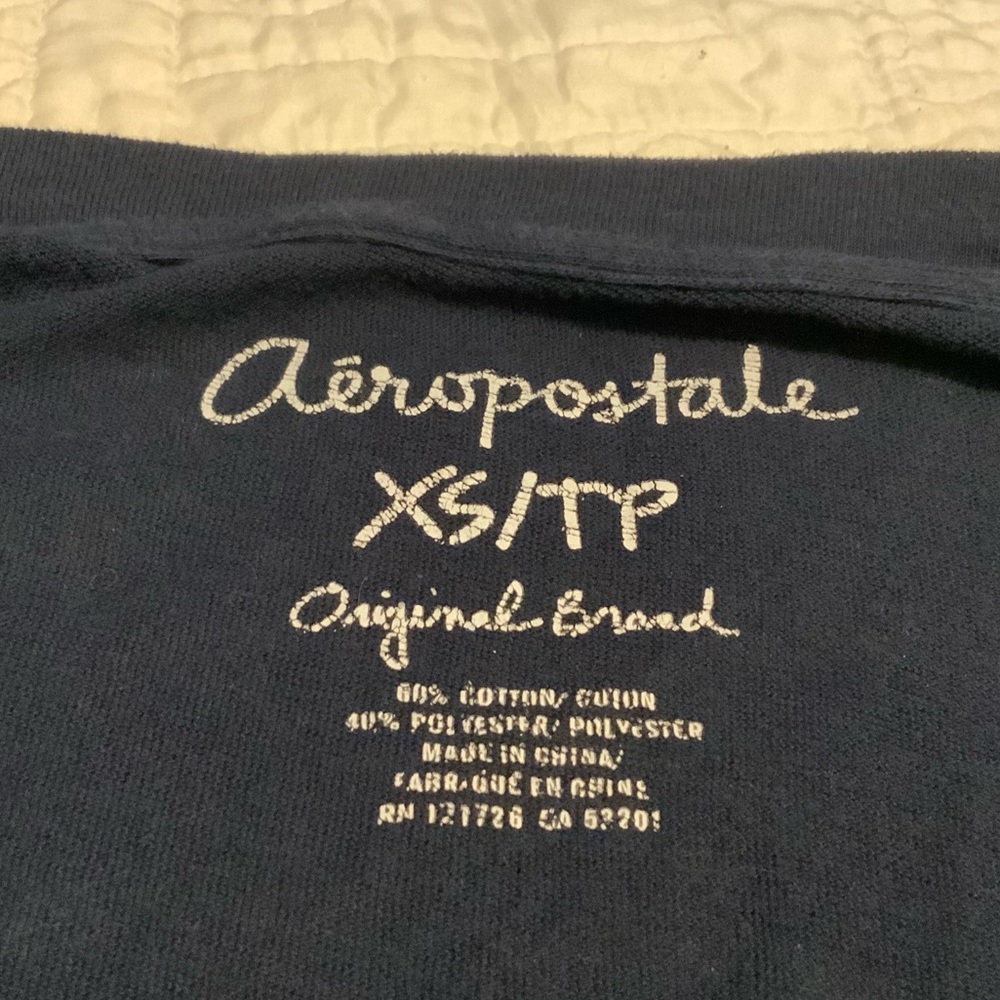 Aéropostale
XS/TP
Original Brand
60% COTTON/ COTON
40% POLYESTER/ POLYESTER
MADE IN CHINA/
FABRIQUÉ EN CHINE
RN 121726 CA 53201